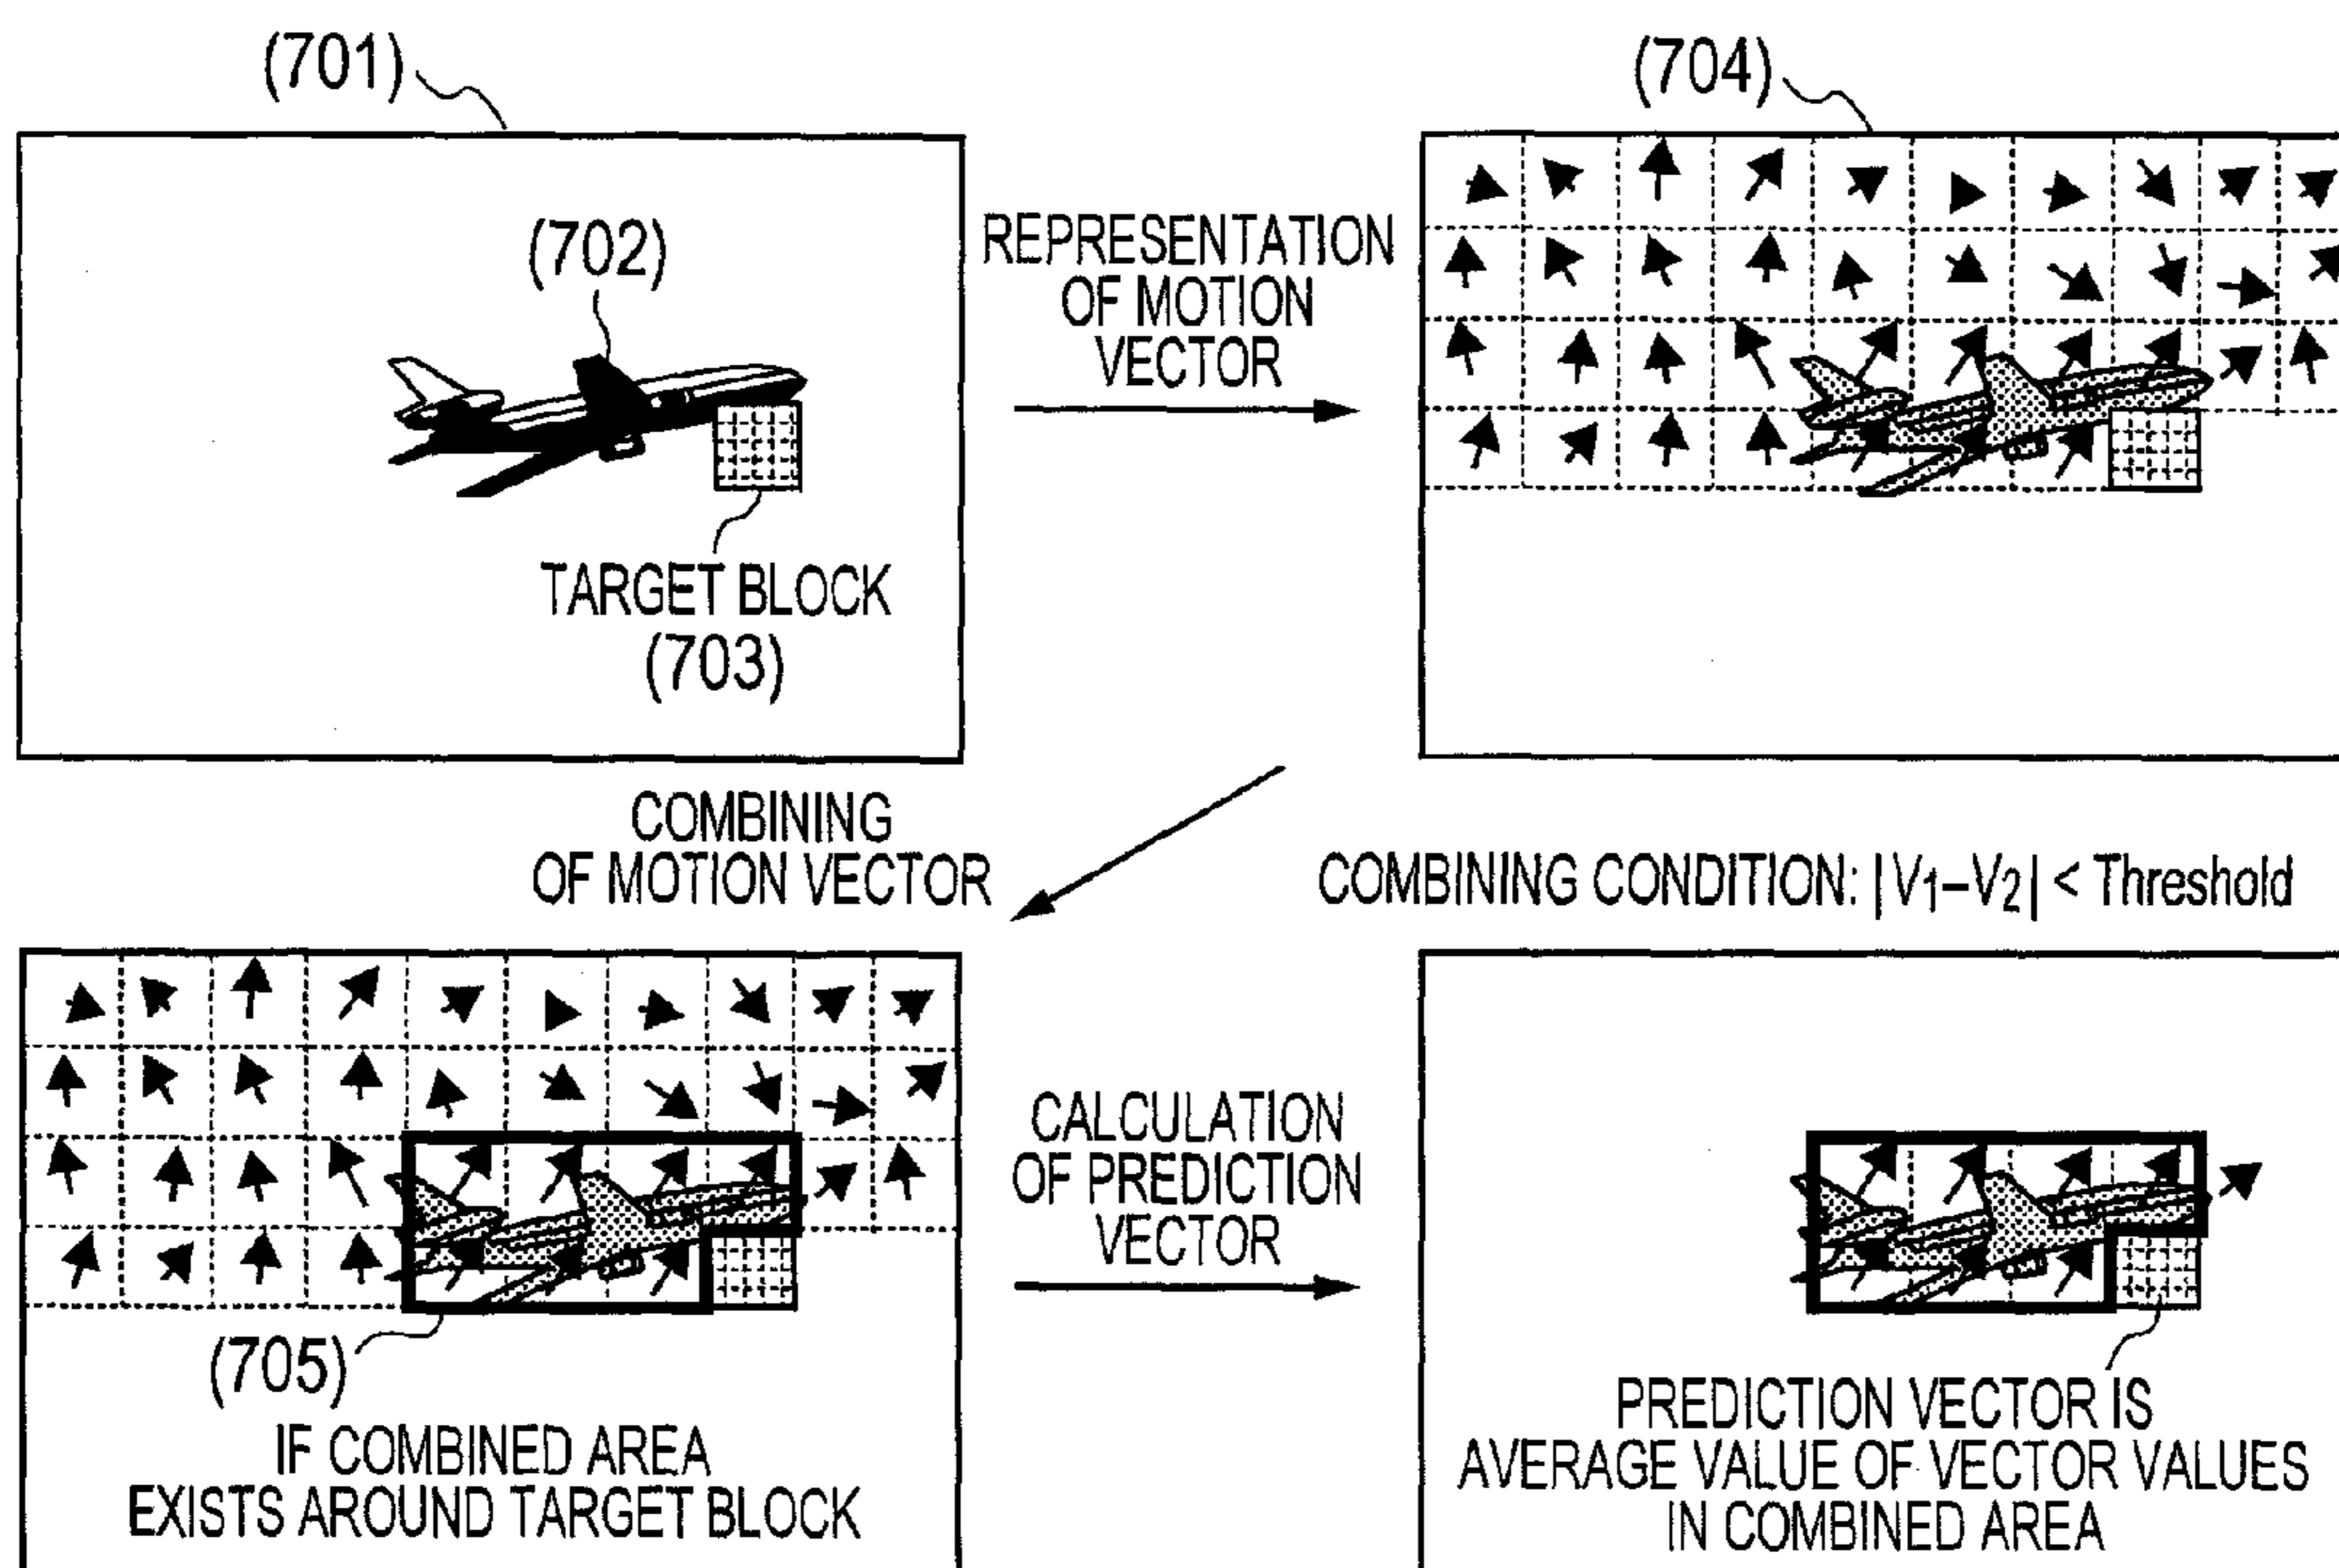 (701)
(704)
(702)
REPRESENTATION
OF MOTION
VECTOR
TARGET BLOCK
(703)
COMBINING
OF MOTION VECTOR
COMBINING CONDITION: |V1–V2| < Threshold
CALCULATION
OF PREDICTION
VECTOR
(705)
IF COMBINED AREA
EXISTS AROUND TARGET BLOCK
PREDICTION VECTOR IS
AVERAGE VALUE OF VECTOR VALUES
IN COMBINED AREA